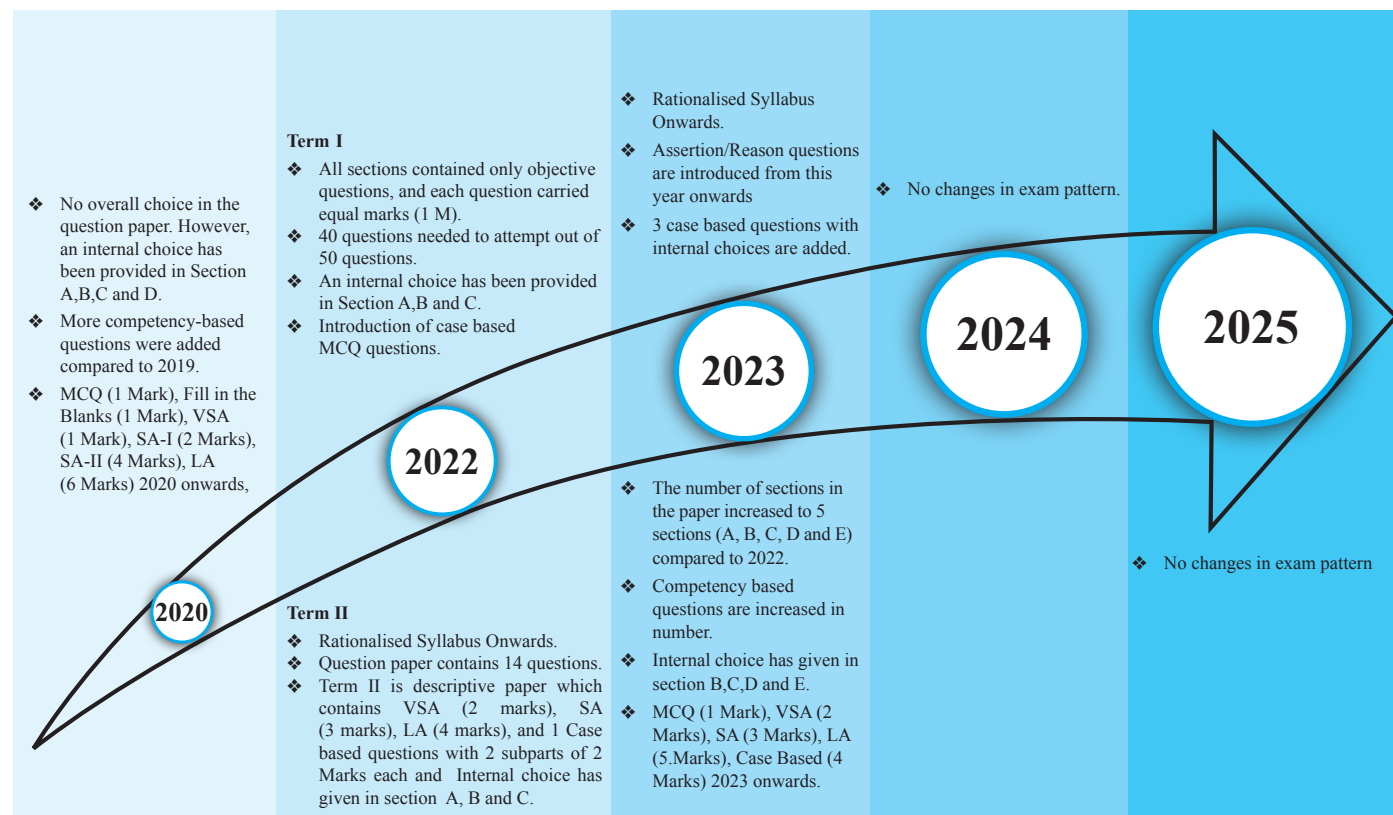 ❖ No overall choice in the
question paper. However,
an internal choice has
been provided in Section
A,B,C and D.
❖ More competency-based
questions were added
compared to 2019.
❖ MCQ (1 Mark), Fill in the
Blanks (1 Mark), VSA
(1 Mark), SA-I (2 Marks),
SA-II (4 Marks), LA
(6 Marks) 2020 onwards,
2020
Term I
❖ All sections contained only objective
questions, and each question carried
equal marks (1 M).
❖ 40 questions needed to attempt out of
50 questions.
❖ An internal choice has been provided
in Section A,B and C.
❖ Introduction of case based
MCQ questions.
2022
Term II
❖ Rationalised Syllabus Onwards.
❖ Question paper contains 14 questions.
❖ Term II is descriptive paper which
contains VSA (2 marks), SA
(3 marks), LA (4 marks), and 1 Case
based questions with 2 subparts of 2
Marks each and Internal choice has
given in section A, B and C.
❖ Rationalised Syllabus
Onwards.
❖ Assertion/Reason questions
are introduced from this
year onwards
❖ 3 case based questions with
internal choices are added.
2023
❖ The number of sections in
the paper increased to 5
sections (A, B, C, D and E)
compared to 2022.
❖ Competency based
questions are increased in
number.
❖ Internal choice has given in
section B,C,D and E.
❖ MCQ (1 Mark), VSA (2
Marks), SA (3 Marks), LA
(5.Marks), Case Based (4
Marks) 2023 onwards.
❖ No changes in exam pattern.
2024
2025
❖ No changes in exam pattern